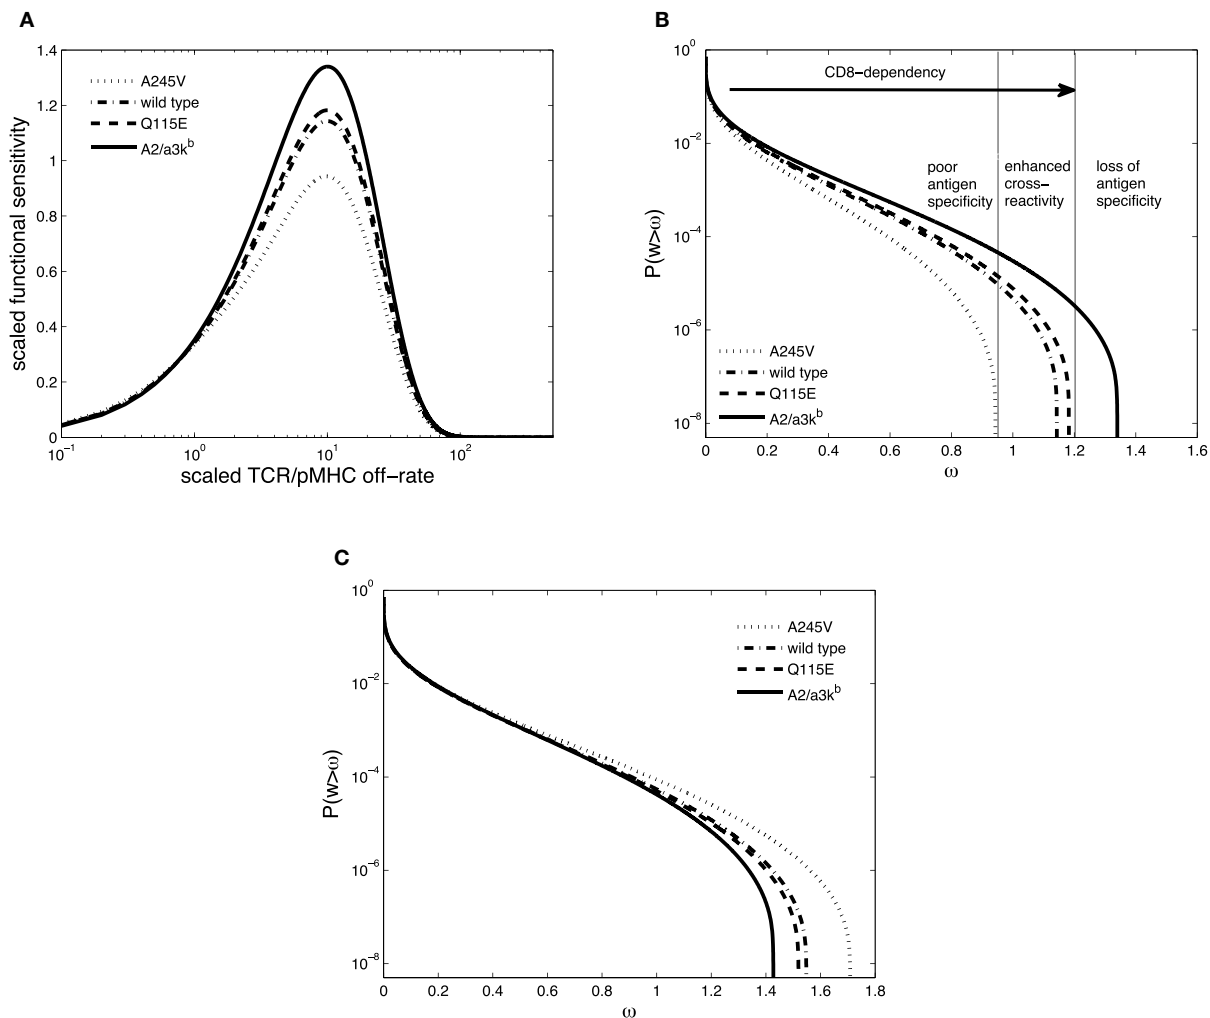 A
scaled functional sensitivity
1.4
1.2
1
0.8
0.6
0.4
0.2
0
A245V
wild type
Q115E
A2/a3k^b
10^−1
10^0
10^1
10^2
scaled TCR/pMHC off−rate
B
P(w>ω)
10^0
10^−2
10^−4
10^−6
10^−8
CD8−dependency
poor
antigen
specificity
enhanced
cross−
reactivity
loss of
antigen
specificity
A245V
wild type
Q115E
A2/a3k^b
0 0.2 0.4 0.6 0.8 1 1.2 1.4 1.6
ω
C
P(w>ω)
10^0
10^−2
10^−4
10^−6
10^−8
A245V
wild type
Q115E
A2/a3k^b
0 0.2 0.4 0.6 0.8 1 1.2 1.4 1.6 1.8
ω